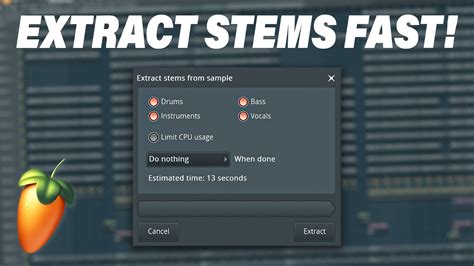 EXTRACT STEMS FAST!
Extract stems from sample
Drums Bass
Instruments Vocals
Limit CPU usage
Do nothing When done
Estimated time: 13 seconds
Cancel Extract